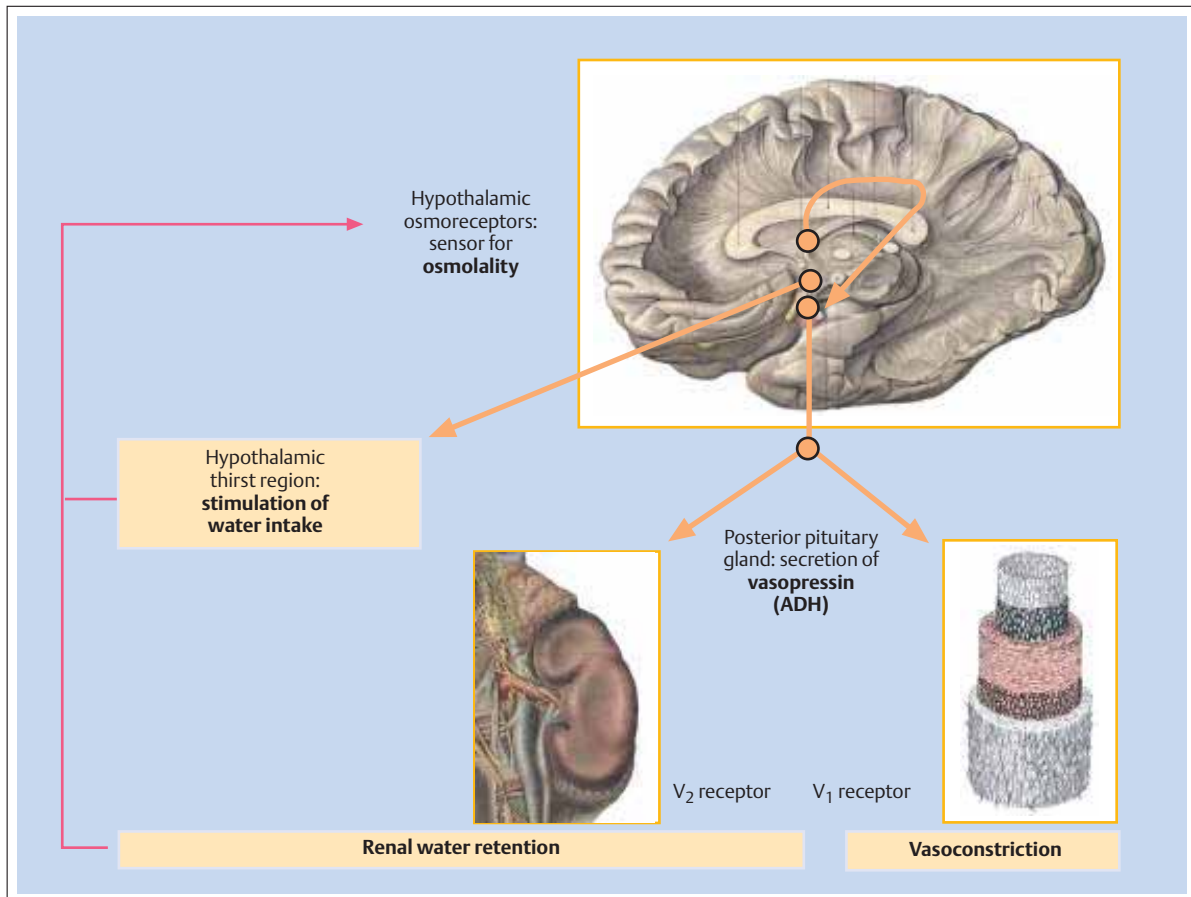 Hypothalamic
osmoreceptors:
sensor for
osmolality
Hypothalamic
thirst region:
stimulation of
water intake
Posterior pituitary
gland: secretion of
vasopressin
(ADH)
V₂ receptor
V₁ receptor
Renal water retention
Vasoconstriction